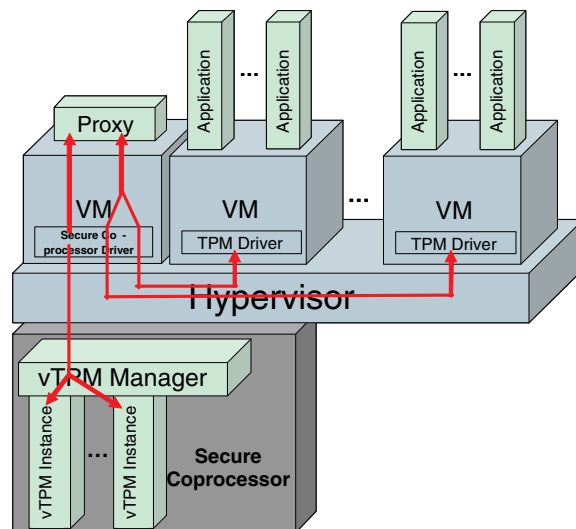 Application
...
Application
Application
...
Application
Proxy
VM
VM
...
VM
Secure Co -
processor Driver
TPM Driver
TPM Driver
Hypervisor
vTPM Manager
vTPM Instance
...
vTPM Instance
Secure
Coprocessor